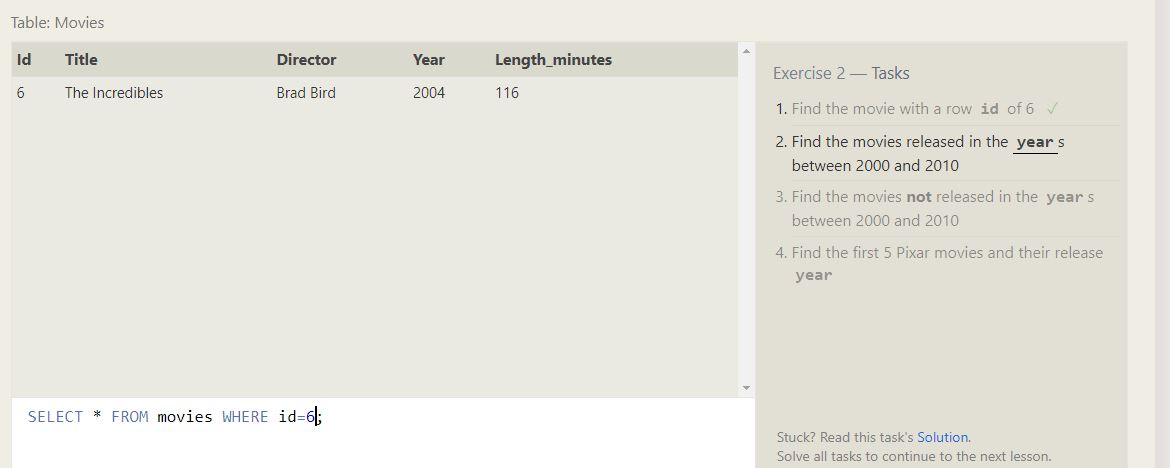 Table: Movies
Id Title Director Year Length_minutes
6 The Incredibles Brad Bird 2004 116
Exercise 2 — Tasks
1. Find the movie with a row id of 6 ✓
2. Find the movies released in the year s
between 2000 and 2010
3. Find the movies not released in the year s
between 2000 and 2010
4. Find the first 5 Pixar movies and their release
year
SELECT * FROM movies WHERE id=6;
Stuck? Read this task's Solution.
Solve all tasks to continue to the next lesson.